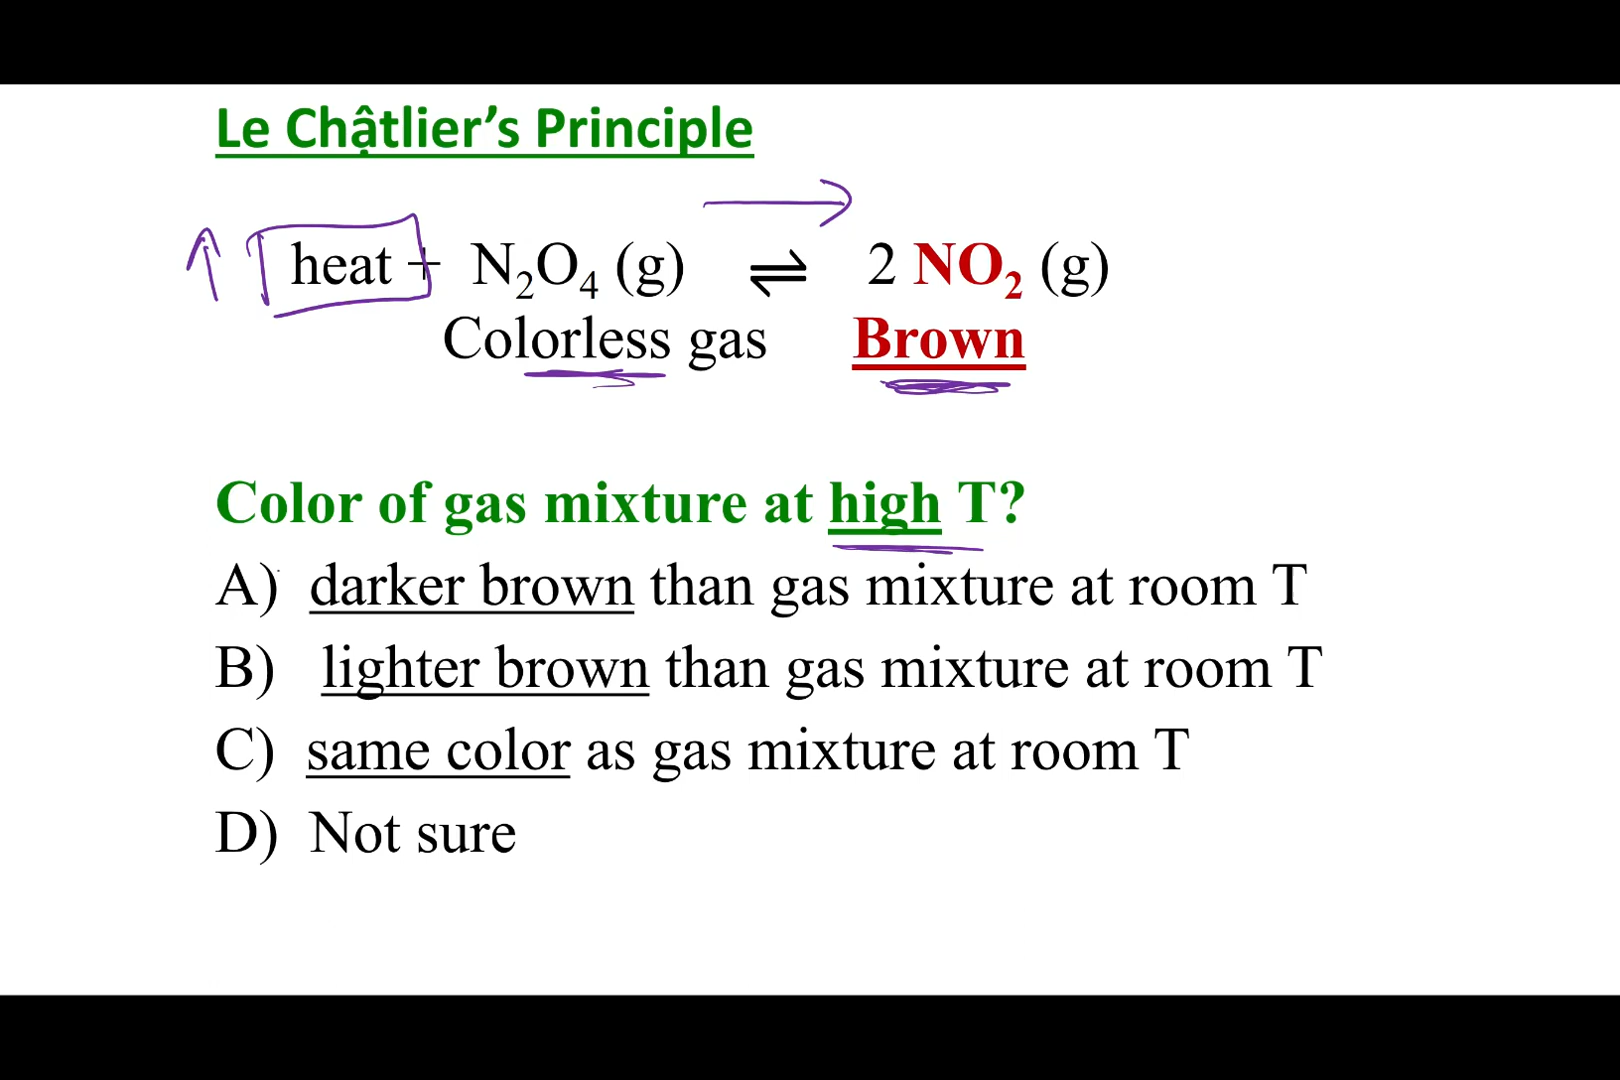 Le Chậtlier’s Principle
heat + N₂O₄ (g) ⇌ 2 NO₂ (g)
Colorless gas Brown
Color of gas mixture at high T?
A) darker brown than gas mixture at room T
B) lighter brown than gas mixture at room T
C) same color as gas mixture at room T
D) Not sure